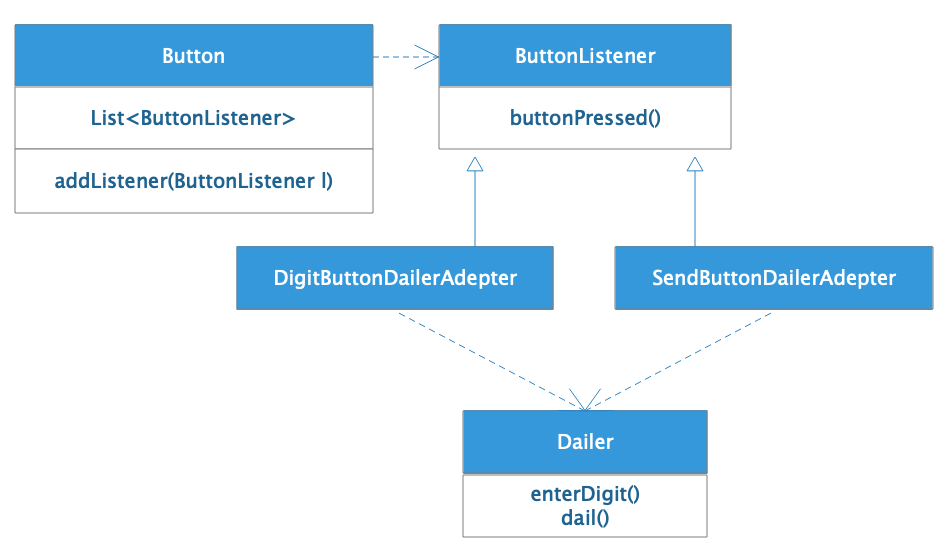 Button
ButtonListener
List<ButtonListener>
buttonPressed()
addListener(ButtonListener l)
DigitButtonDailerAdepter
SendButtonDailerAdepter
Dailer
enterDigit()
dail()